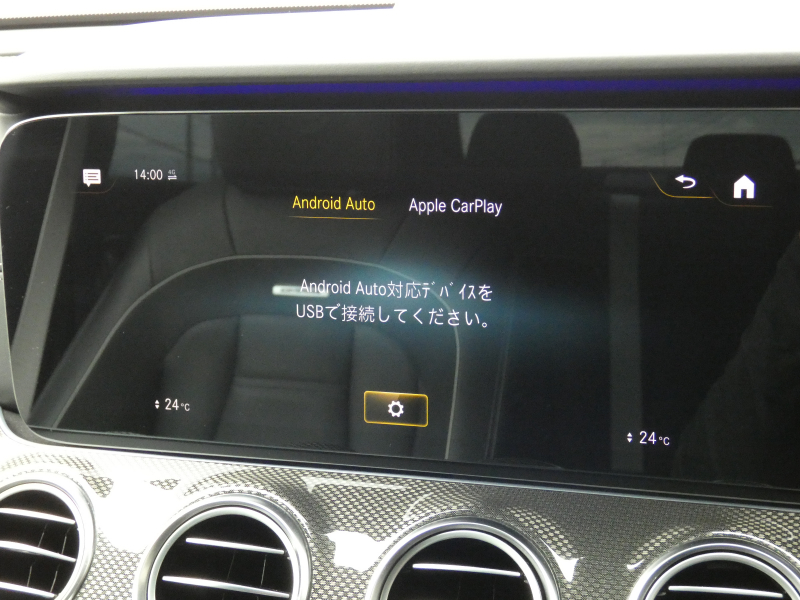 14:00 4G
Android Auto Apple CarPlay
Android Auto対応ﾃﾞﾊﾞｲｽを
USBで接続してください。
24°C
24°C